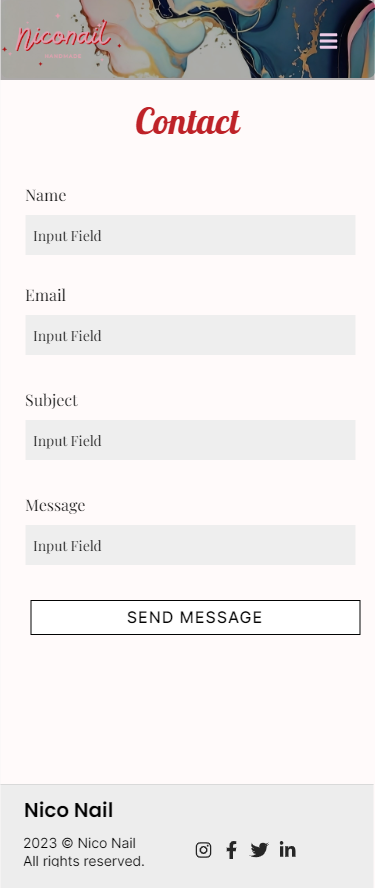 Niconail
Contact
Name
Input Field
Email
Input Field
Subject
Input Field
Message
Input Field
SEND MESSAGE
Nico Nail
2023 © Nico Nail
All rights reserved.